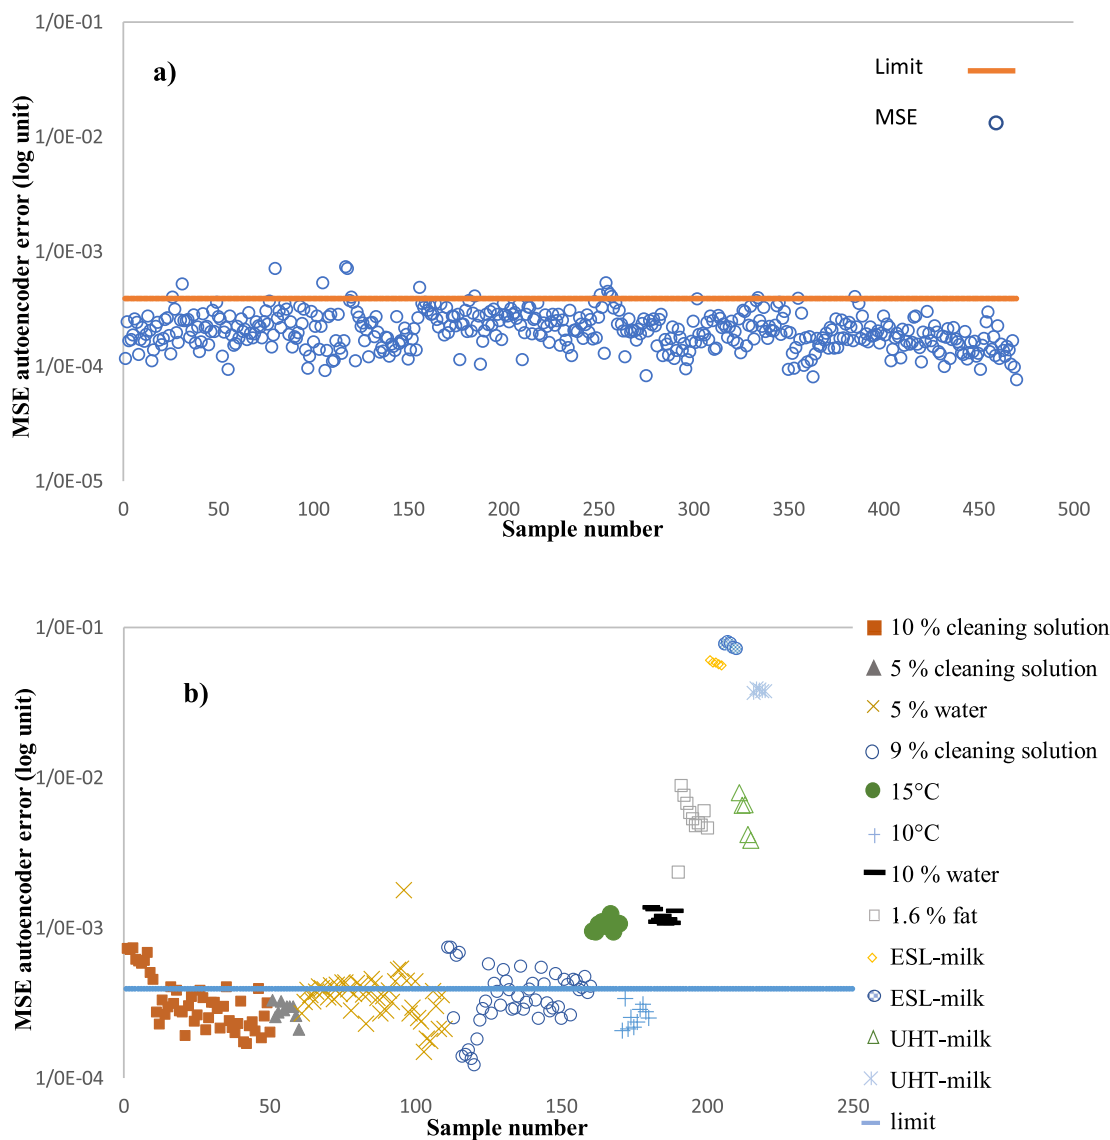 1/0E-01
a)
Limit
MSE
1/0E-02
1/0E-03
1/0E-04
1/0E-05
MSE autoencoder error (log unit)
0 50 100 150 200 250 300 350 400 450 500
Sample number
1/0E-01
b)
1/0E-02
1/0E-03
1/0E-04
MSE autoencoder error (log unit)
0 50 100 150 200 250
Sample number
10 % cleaning solution
5 % cleaning solution
5 % water
9 % cleaning solution
15°C
10°C
10 % water
1.6 % fat
ESL-milk
ESL-milk
UHT-milk
UHT-milk
limit